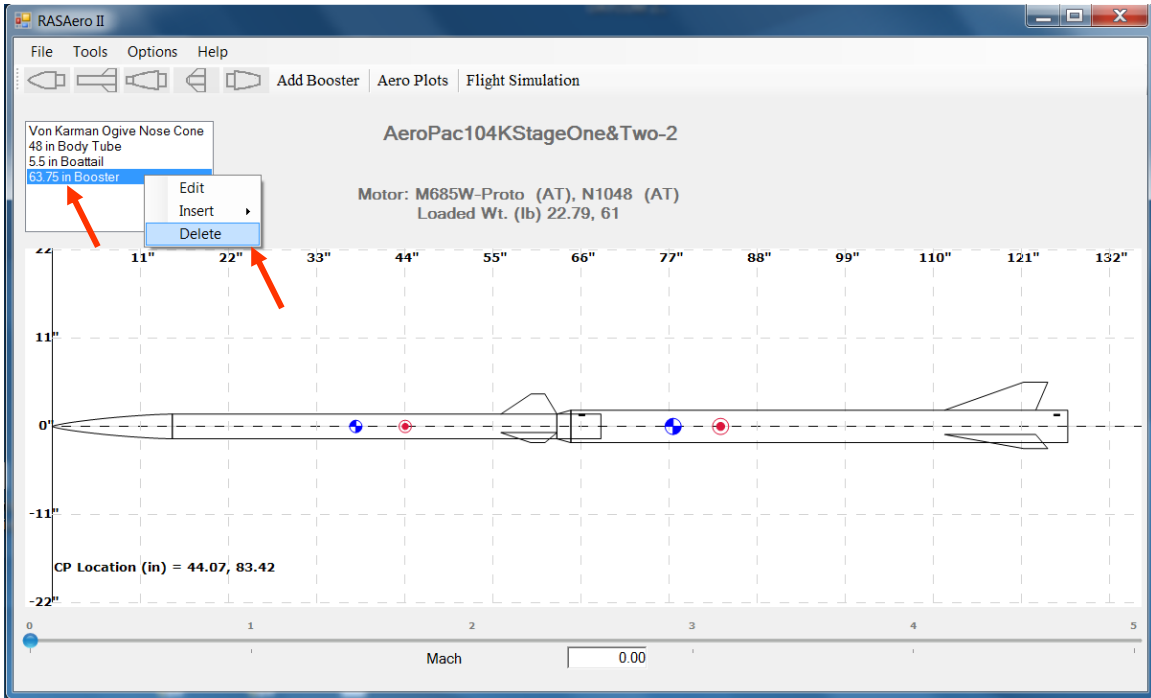 RASAero II
File Tools Options Help
Add Booster Aero Plots Flight Simulation
Von Karman Ogive Nose Cone
48 in Body Tube
5.5 in Boattail
63.75 in Booster
Edit
Insert
Delete
AeroPac104KStageOne&Two-2
Motor: M685W-Proto (AT), N1048 (AT)
Loaded Wt. (lb) 22.79, 61
22" 11" 22" 33" 44" 55" 66" 77" 88" 99" 110" 121" 132"
11"
0"
-11"
CP Location (in) = 44.07, 83.42
-22"
0 1 2 3 4 5
Mach 0.00